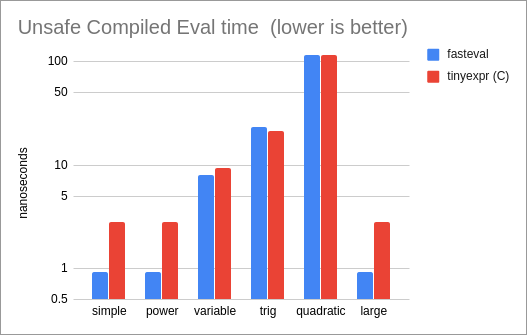 Unsafe Compiled Eval time  (lower is better)
fasteval
tinyexpr (C)
nanoseconds
100
50
10
5
1
0.5
simple
power
variable
trig
quadratic
large